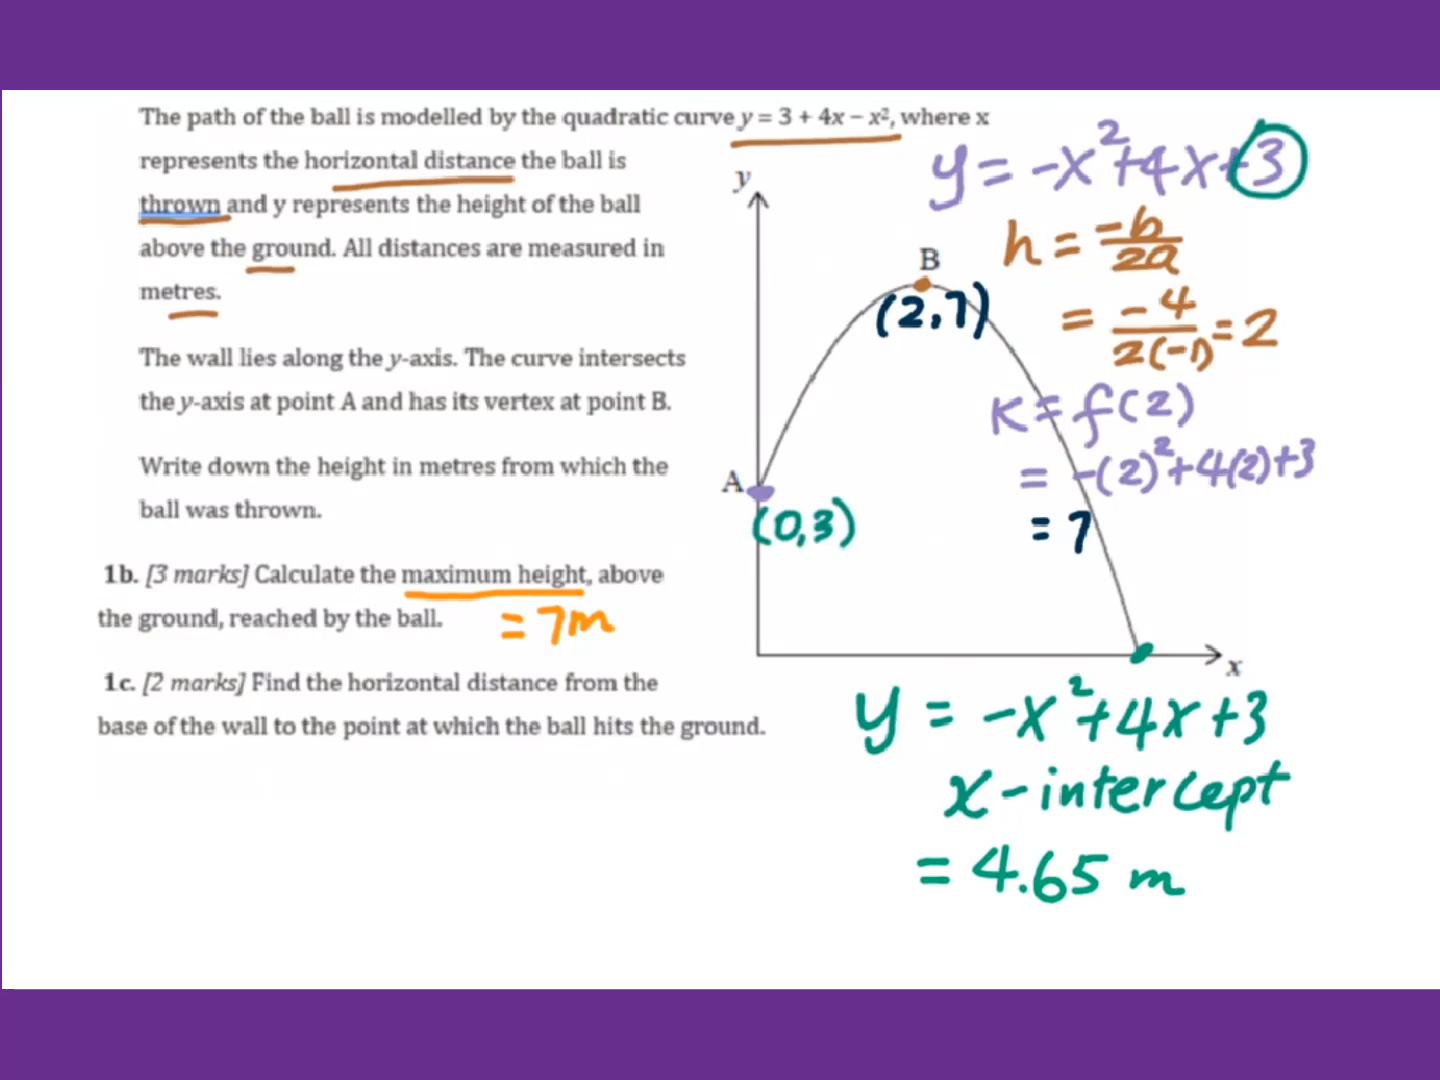 The path of the ball is modelled by the quadratic curve y = 3 + 4x − x², where x
represents the horizontal distance the ball is
thrown and y represents the height of the ball
above the ground. All distances are measured in
metres.
The wall lies along the y-axis. The curve intersects
the y-axis at point A and has its vertex at point B.
Write down the height in metres from which the
ball was thrown.
1b. [3 marks] Calculate the maximum height, above
the ground, reached by the ball.
= 7m
1c. [2 marks] Find the horizontal distance from the
base of the wall to the point at which the ball hits the ground.
y
B
(2,7)
A
(0,3)
x
y = -x²+4x+3
h = -b/2a
= -4/2(-1) = 2
K = f(2)
= -(2)²+4(2)+3
= 7
y = -x²+4x+3
x-intercept
= 4.65 m